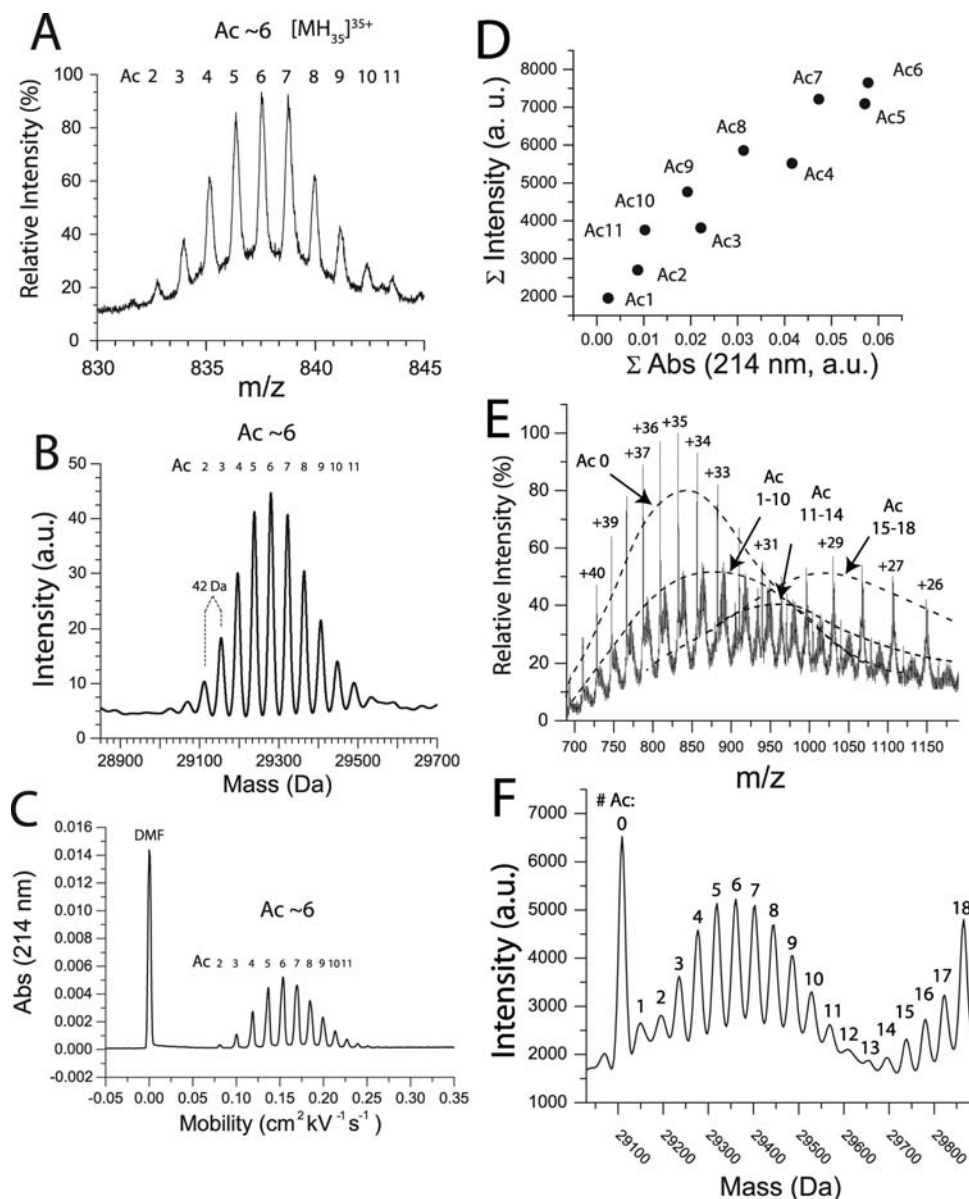 A
Ac ~6 [MH35]35+
Ac 2 3 4 5 6 7 8 9 10 11
Relative Intensity (%)
100
80
60
40
20
0
830 835 840 845
m/z
B
Ac ~6
Ac 2 3 4 5 6 7 8 9 10 11
42 Da
Intensity (a.u.)
50
40
30
20
10
0
28900 29100 29300 29500 29700
Mass (Da)
C
DMF
Ac ~6
Ac 2 3 4 5 6 7 8 9 10 11
Abs (214 nm)
0.016
0.014
0.012
0.010
0.008
0.006
0.004
0.002
0.000
-0.002
-0.05 0.00 0.05 0.10 0.15 0.20 0.25 0.30 0.35
Mobility (cm2 kV-1 s-1)
D
Σ Intensity (a. u.)
8000
7000
6000
5000
4000
3000
2000
Ac7
Ac6
Ac5
Ac8
Ac4
Ac9
Ac10
Ac11
Ac3
Ac2
Ac1
0.00 0.01 0.02 0.03 0.04 0.05 0.06
Σ Abs (214 nm, a.u.)
E
Relative Intensity (%)
100
80
60
40
20
0
+40
+39
+37
+36
+35
+34
+33
+31
+29
+27
+26
Ac 0
Ac
1-10
Ac
11-14
Ac
15-18
700 750 800 850 900 950 1000 1050 1100 1150
m/z
F
# Ac:
0 1 2 3 4 5 6 7 8 9 10 11 12 13 14 15 16 17 18
Intensity (a.u.)
7000
6000
5000
4000
3000
2000
1000
29100 29200 29300 29400 29500 29600 29700 29800
Mass (Da)